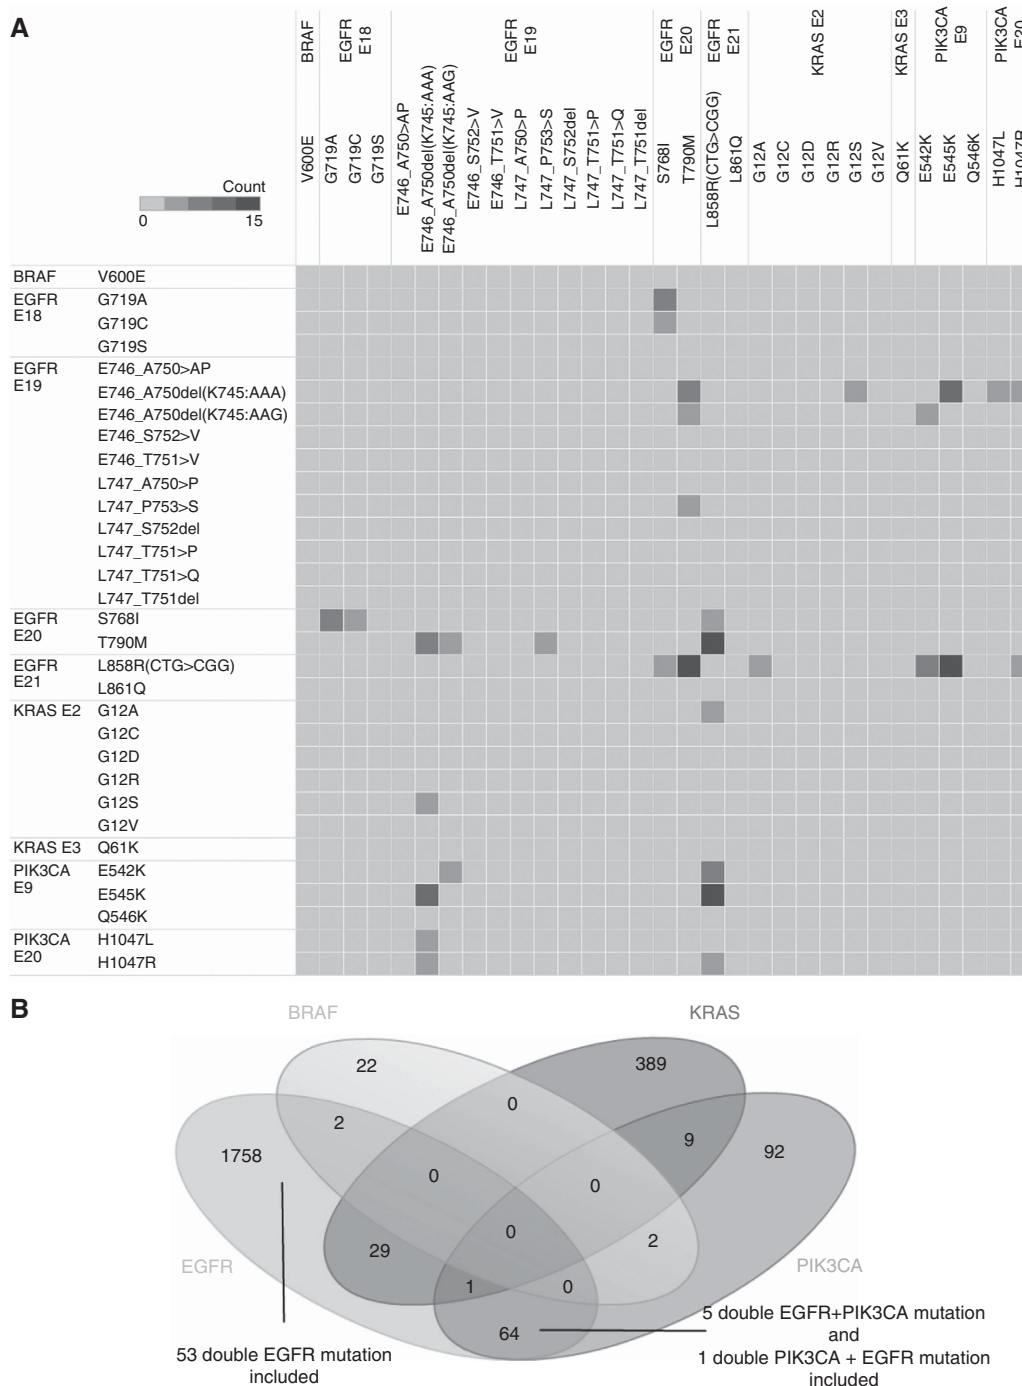 A
BRAF
EGFR
E18
EGFR
E19
EGFR
E20
EGFR
E21
KRAS E2
KRAS E3
PIK3CA
E9
PIK3CA
E20
V600E
G719A
G719C
G719S
E746_A750>AP
E746_A750del(K745:AAA)
E746_A750del(K745:AAG)
E746_S752>V
E746_T751>V
L747_A750>P
L747_P753>S
L747_S752del
L747_T751>P
L747_T751>Q
L747_T751del
S768I
T790M
L858R(CTG>CGG)
L861Q
G12A
G12C
G12D
G12R
G12S
G12V
Q61K
E542K
E545K
Q546K
H1047L
H1047R
Count
0 15
BRAF V600E
EGFR G719A
E18
G719C
G719S
EGFR E746_A750>AP
E19
E746_A750del(K745:AAA)
E746_A750del(K745:AAG)
E746_S752>V
E746_T751>V
L747_A750>P
L747_P753>S
L747_S752del
L747_T751>P
L747_T751>Q
L747_T751del
EGFR S768I
E20
T790M
EGFR L858R(CTG>CGG)
E21
L861Q
KRAS E2 G12A
G12C
G12D
G12R
G12S
G12V
KRAS E3 Q61K
PIK3CA E542K
E9
E545K
Q546K
PIK3CA H1047L
E20
H1047R
B
BRAF KRAS
22 389
0
2 9
1758 92
0 0
0
29 2
EGFR PIK3CA
1 0
64
5 double EGFR+PIK3CA mutation
and
1 double PIK3CA + EGFR mutation
included
53 double EGFR mutation
included